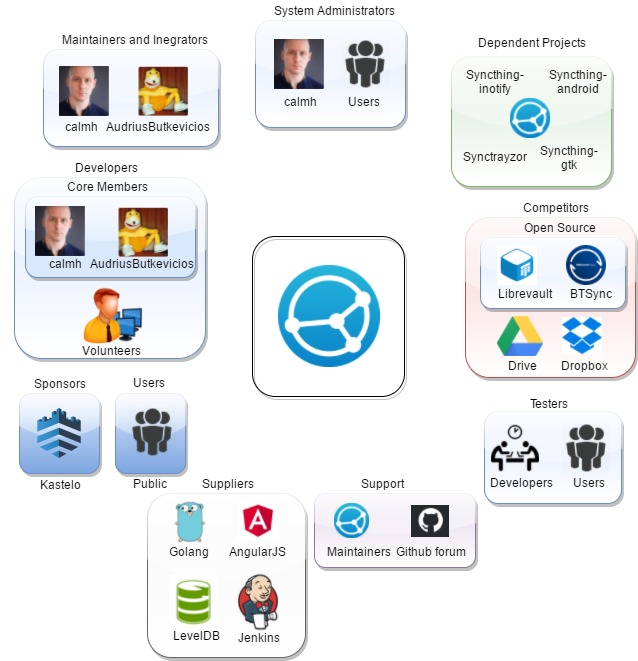 System Administrators
calmh
Users
Maintainers and Inegrators
calmh
AudriusButkevicios
Dependent Projects
Syncthing-
inotify
Syncthing-
android
Synctrayzor
Syncthing-
gtk
Developers
Core Members
calmh
AudriusButkevicios
Volunteers
Competitors
Open Source
Librevault
BTSync
Drive
Dropbox
Sponsors
Kastelo
Users
Public
Testers
Developers
Users
Suppliers
Golang
AngularJS
LevelDB
Jenkins
Support
Maintainers
Github forum